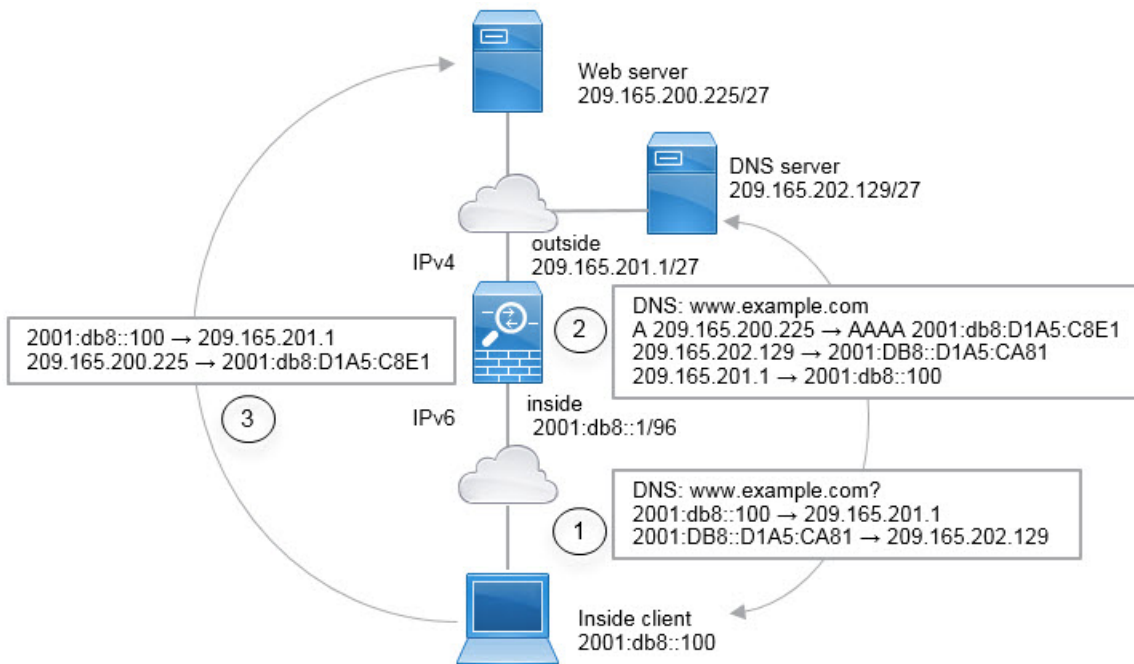 Web server
209.165.200.225/27
DNS server
209.165.202.129/27
outside
209.165.201.1/27
IPv4
2
DNS: www.example.com
A 209.165.200.225 → AAAA 2001:db8:D1A5:C8E1
209.165.202.129 → 2001:DB8::D1A5:CA81
209.165.201.1 → 2001:db8::100
2001:db8::100 → 209.165.201.1
209.165.200.225 → 2001:db8:D1A5:C8E1
3
IPv6
inside
2001:db8::1/96
1
DNS: www.example.com?
2001:db8::100 → 209.165.201.1
2001:DB8::D1A5:CA81 → 209.165.202.129
Inside client
2001:db8::100